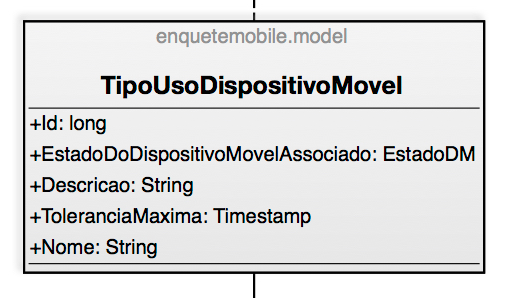 enquetemobile.model
TipoUsoDispositivoMovel
+Id: long
+EstadoDoDispositivoMovelAssociado: EstadoDM
+Descricao: String
+ToleranciaMaxima: Timestamp
+Nome: String